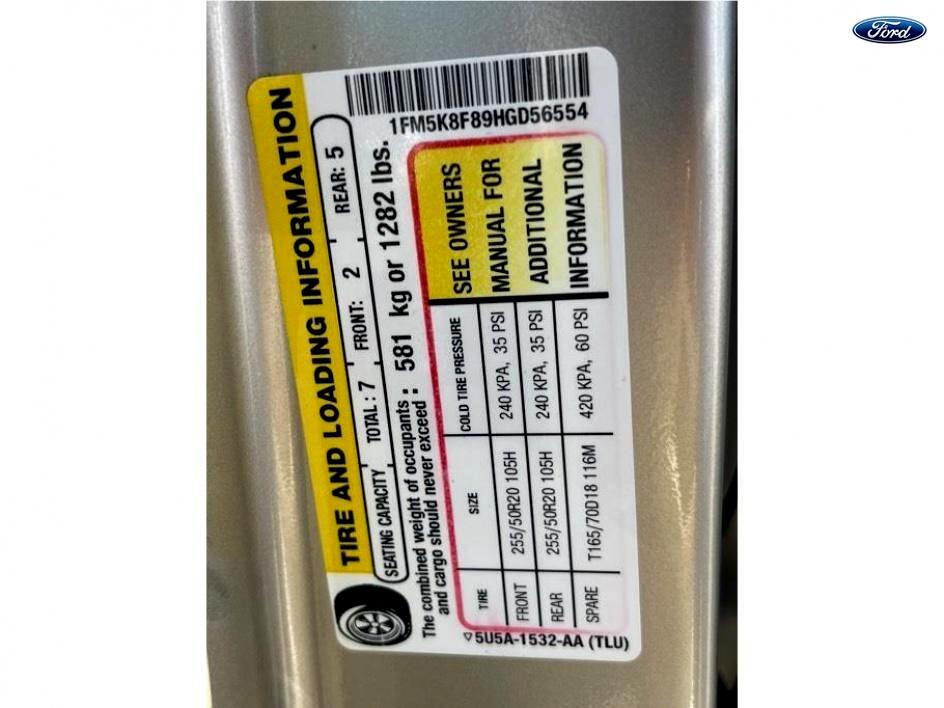 Ford
TIRE AND LOADING INFORMATION
SEATING CAPACITY TOTAL : 7 FRONT: 2 REAR: 5
The combined weight of occupants and cargo should never exceed : 581 kg or 1282 lbs.
1FM5K8F89HGD56554
TIRE SIZE COLD TIRE PRESSURE
FRONT 255/50R20 105H 240 KPA, 35 PSI
REAR 255/50R20 105H 240 KPA, 35 PSI
SPARE T165/70D18 116M 420 KPA, 60 PSI
SEE OWNERS
MANUAL FOR
ADDITIONAL
INFORMATION
5U5A-1532-AA (TLU)